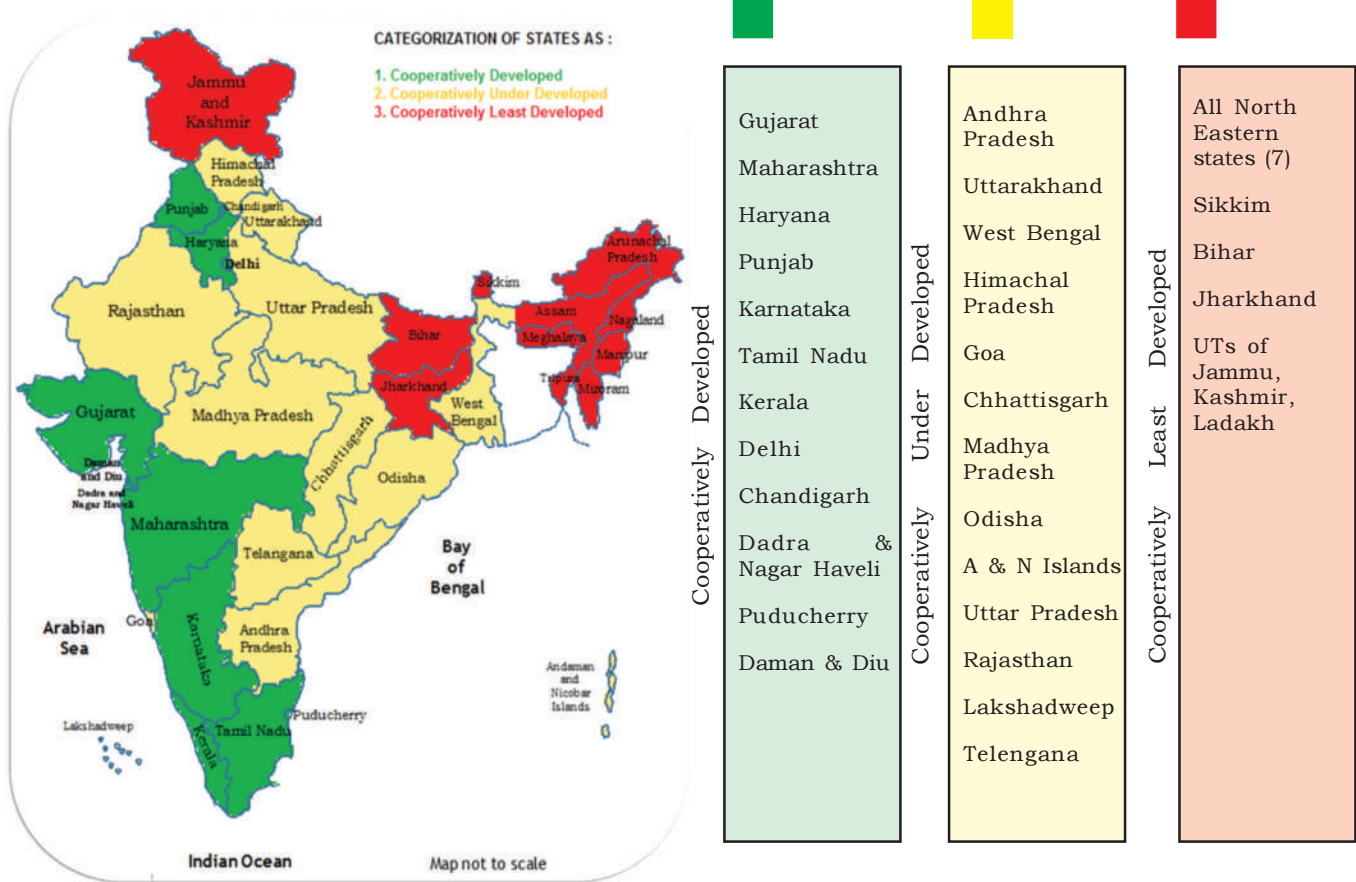 CATEGORIZATION OF STATES AS :
1. Cooperatively Developed
2. Cooperatively Under Developed
3. Cooperatively Least Developed
Jammu
and
Kashmir
Himachal
Pradesh
Punjab
Chandigarh
Uttarakhand
Haryana
Delhi
Rajasthan
Uttar Pradesh
Sikkim
Arunachal
Pradesh
Assam
Nagaland
Meghalaya
Manipur
Tripura
Mizoram
Bihar
Jharkhand
West
Bengal
Gujarat
Madhya Pradesh
Chhattisgarh
Odisha
Daman
and Diu
Dadra and
Nagar Haveli
Maharashtra
Telangana
Bay
of
Bengal
Goa
Arabian
Sea
Karnataka
Andhra
Pradesh
Andaman
and
Nicobar
Islands
Lakshadweep
Kerala
Tamil Nadu
Puducherry
Indian Ocean
Map not to scale
Cooperatively Developed
Gujarat
Maharashtra
Haryana
Punjab
Karnataka
Tamil Nadu
Kerala
Delhi
Chandigarh
Dadra &
Nagar Haveli
Puducherry
Daman & Diu
Cooperatively Under Developed
Andhra
Pradesh
Uttarakhand
West Bengal
Himachal
Pradesh
Goa
Chhattisgarh
Madhya
Pradesh
Odisha
A & N Islands
Uttar Pradesh
Rajasthan
Lakshadweep
Telengana
Cooperatively Least Developed
All North
Eastern
states (7)
Sikkim
Bihar
Jharkhand
UTs of
Jammu,
Kashmir,
Ladakh